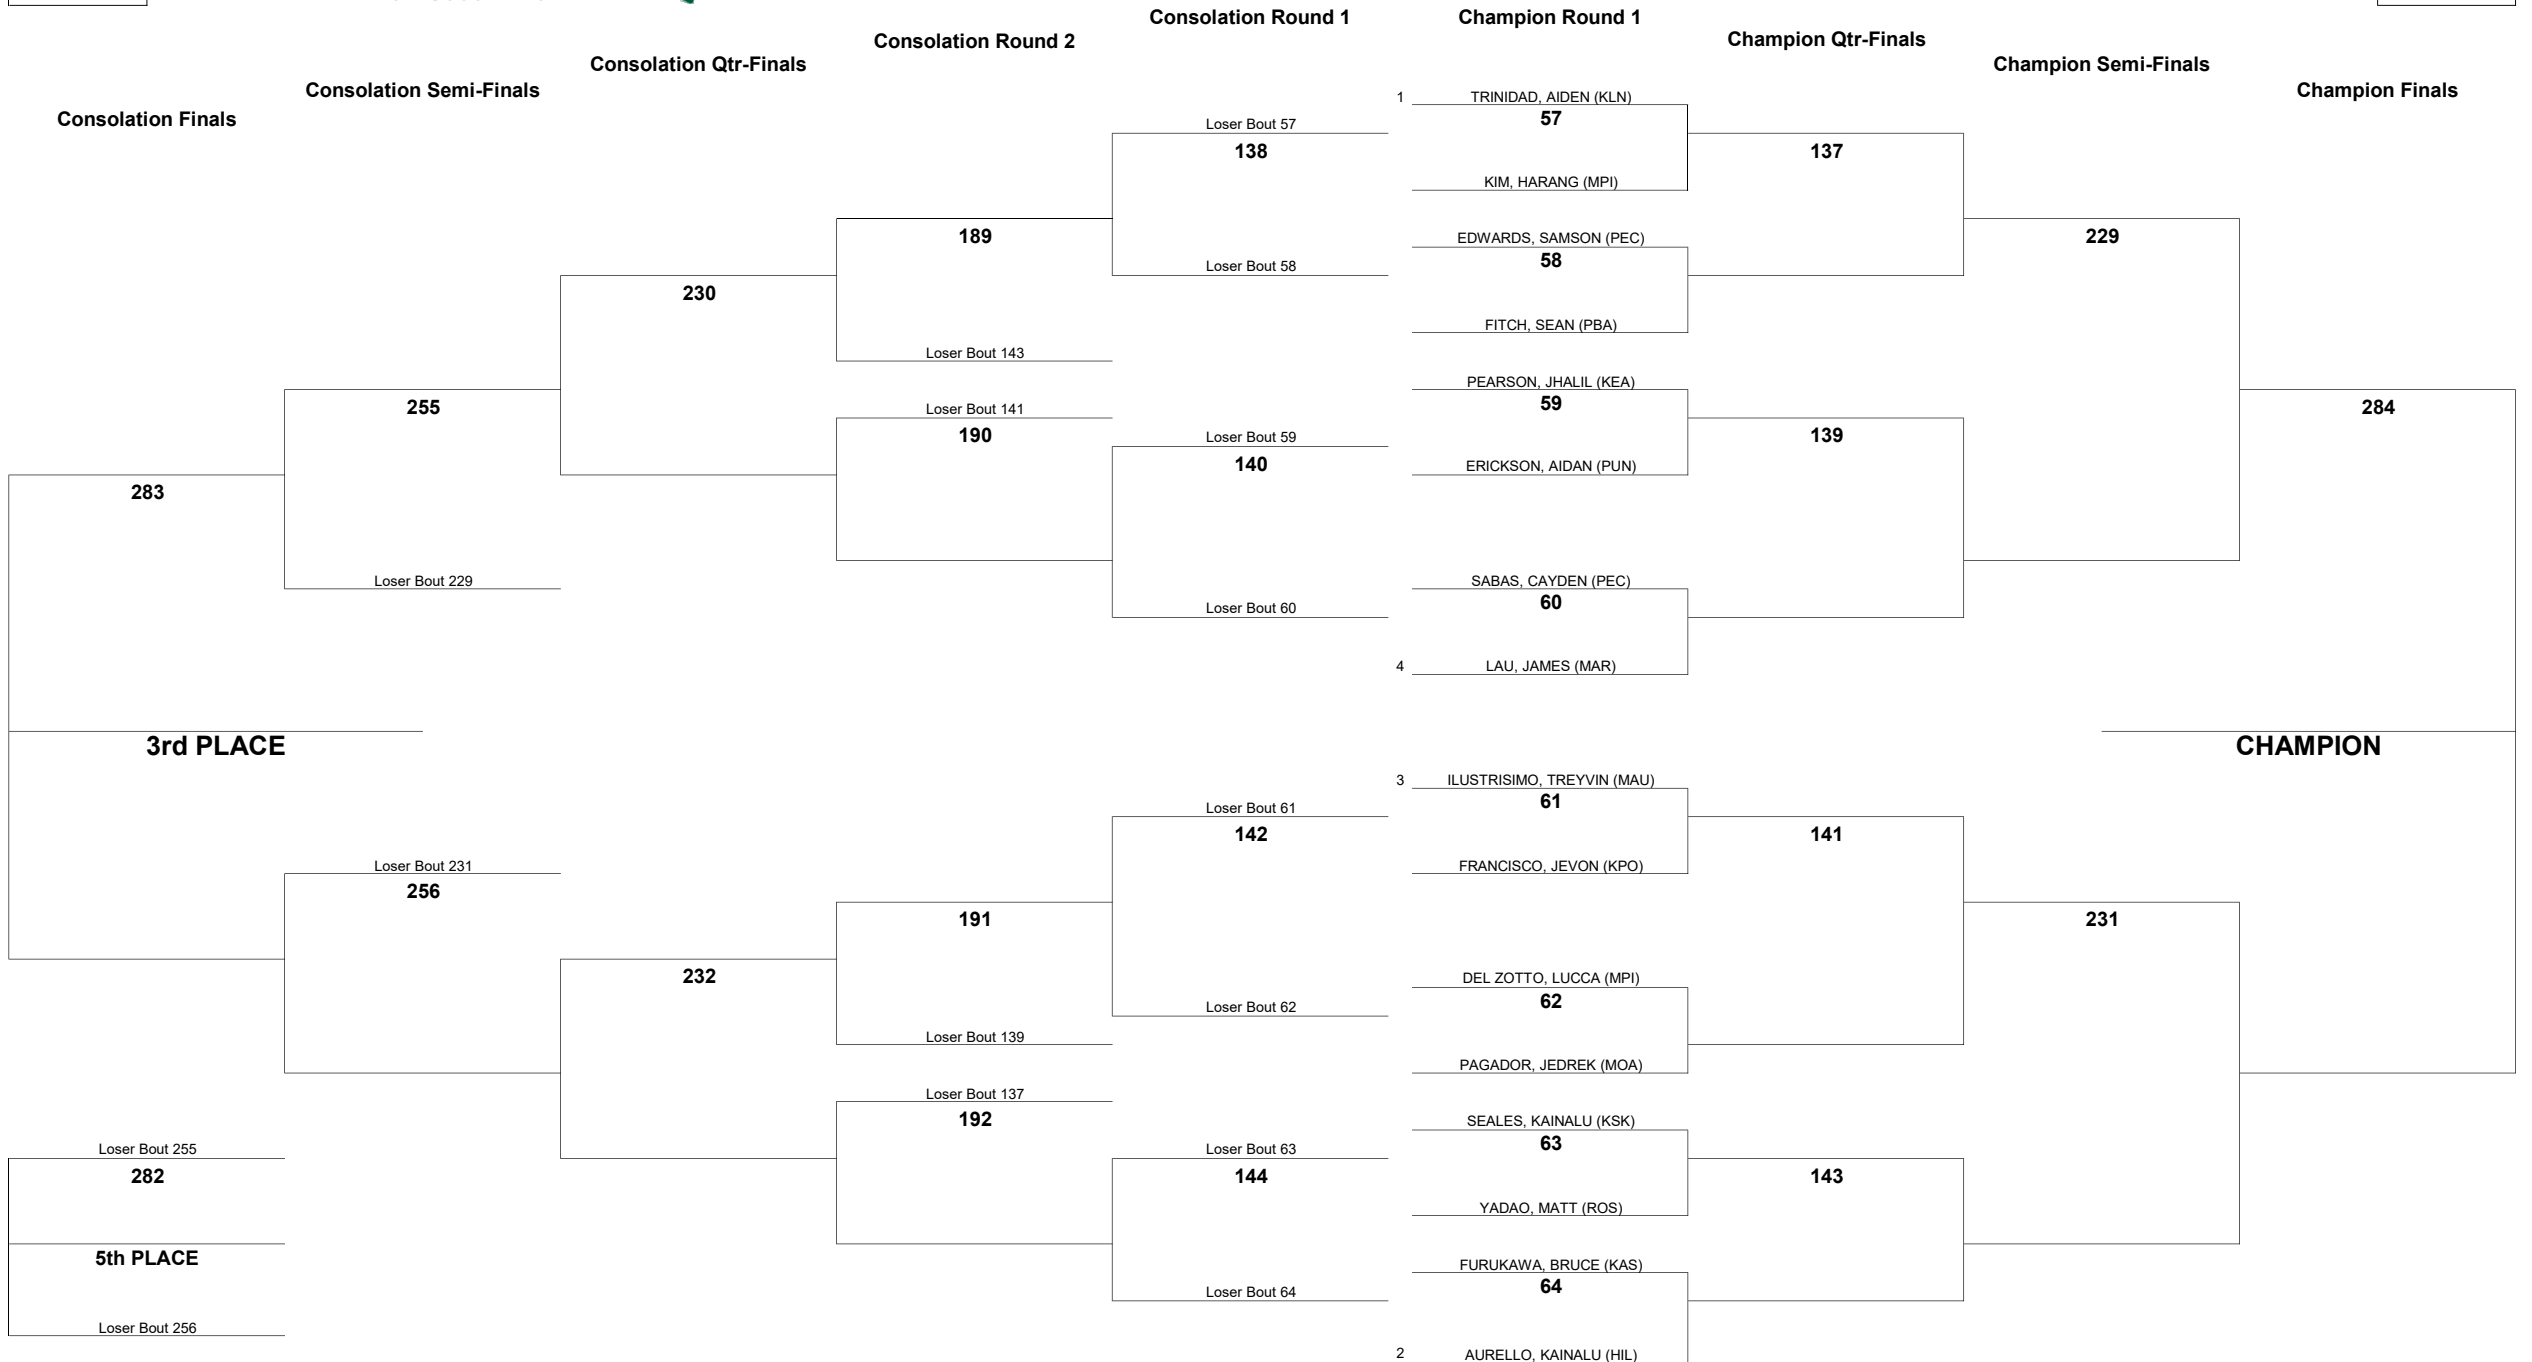 Consolation Round 1
Champion Round 1
Consolation Round 2
Champion Qtr-Finals
Consolation Qtr-Finals
Champion Semi-Finals
Consolation Semi-Finals
Champion Finals
Consolation Finals
1 TRINIDAD, AIDEN (KLN)
57
Loser Bout 57
138
137
KIM, HARANG (MPI)
189
229
EDWARDS, SAMSON (PEC)
58
Loser Bout 58
230
FITCH, SEAN (PBA)
Loser Bout 143
PEARSON, JHALIL (KEA)
59
255
Loser Bout 141
284
190
Loser Bout 59
139
140
ERICKSON, AIDAN (PUN)
283
Loser Bout 229
SABAS, CAYDEN (PEC)
60
Loser Bout 60
4 LAU, JAMES (MAR)
3rd PLACE
CHAMPION
3 ILUSTRISIMO, TREYVIN (MAU)
61
Loser Bout 61
142
141
Loser Bout 231
FRANCISCO, JEVON (KPO)
256
191
231
232
DEL ZOTTO, LUCCA (MPI)
62
Loser Bout 62
Loser Bout 139
PAGADOR, JEDREK (MOA)
Loser Bout 137
192
SEALES, KAINALU (KSK)
63
Loser Bout 255
Loser Bout 63
282
144
143
YADAO, MATT (ROS)
5th PLACE
FURUKAWA, BRUCE (KAS)
64
Loser Bout 64
Loser Bout 256
2 AURELLO, KAINALU (HIL)